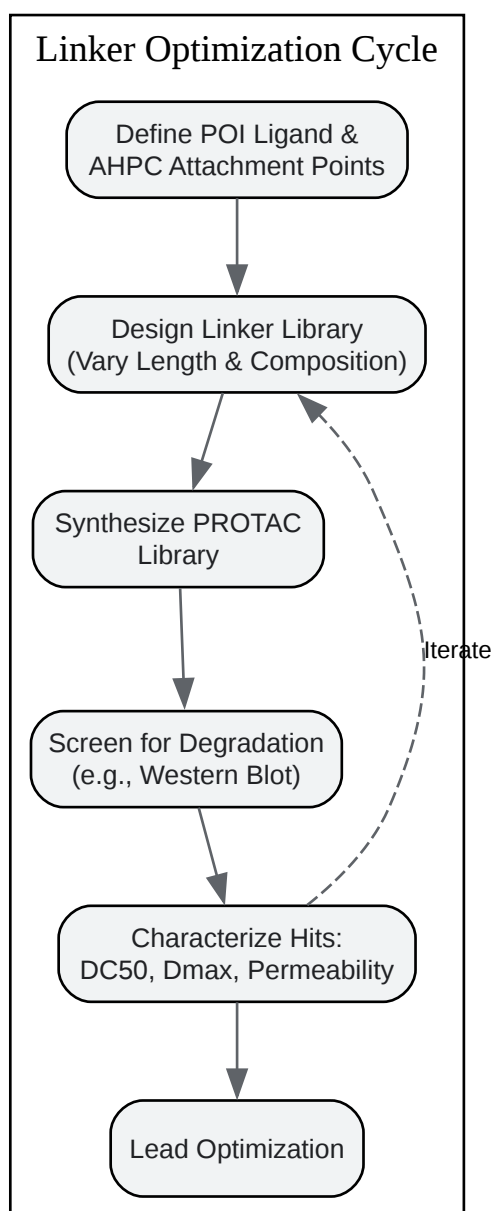 Linker Optimization Cycle
Define POI Ligand &
AHPC Attachment Points
Design Linker Library
(Vary Length & Composition)
Synthesize PROTAC
Library
Iterate
Screen for Degradation
(e.g., Western Blot)
Characterize Hits:
DC50, Dmax, Permeability
Lead Optimization